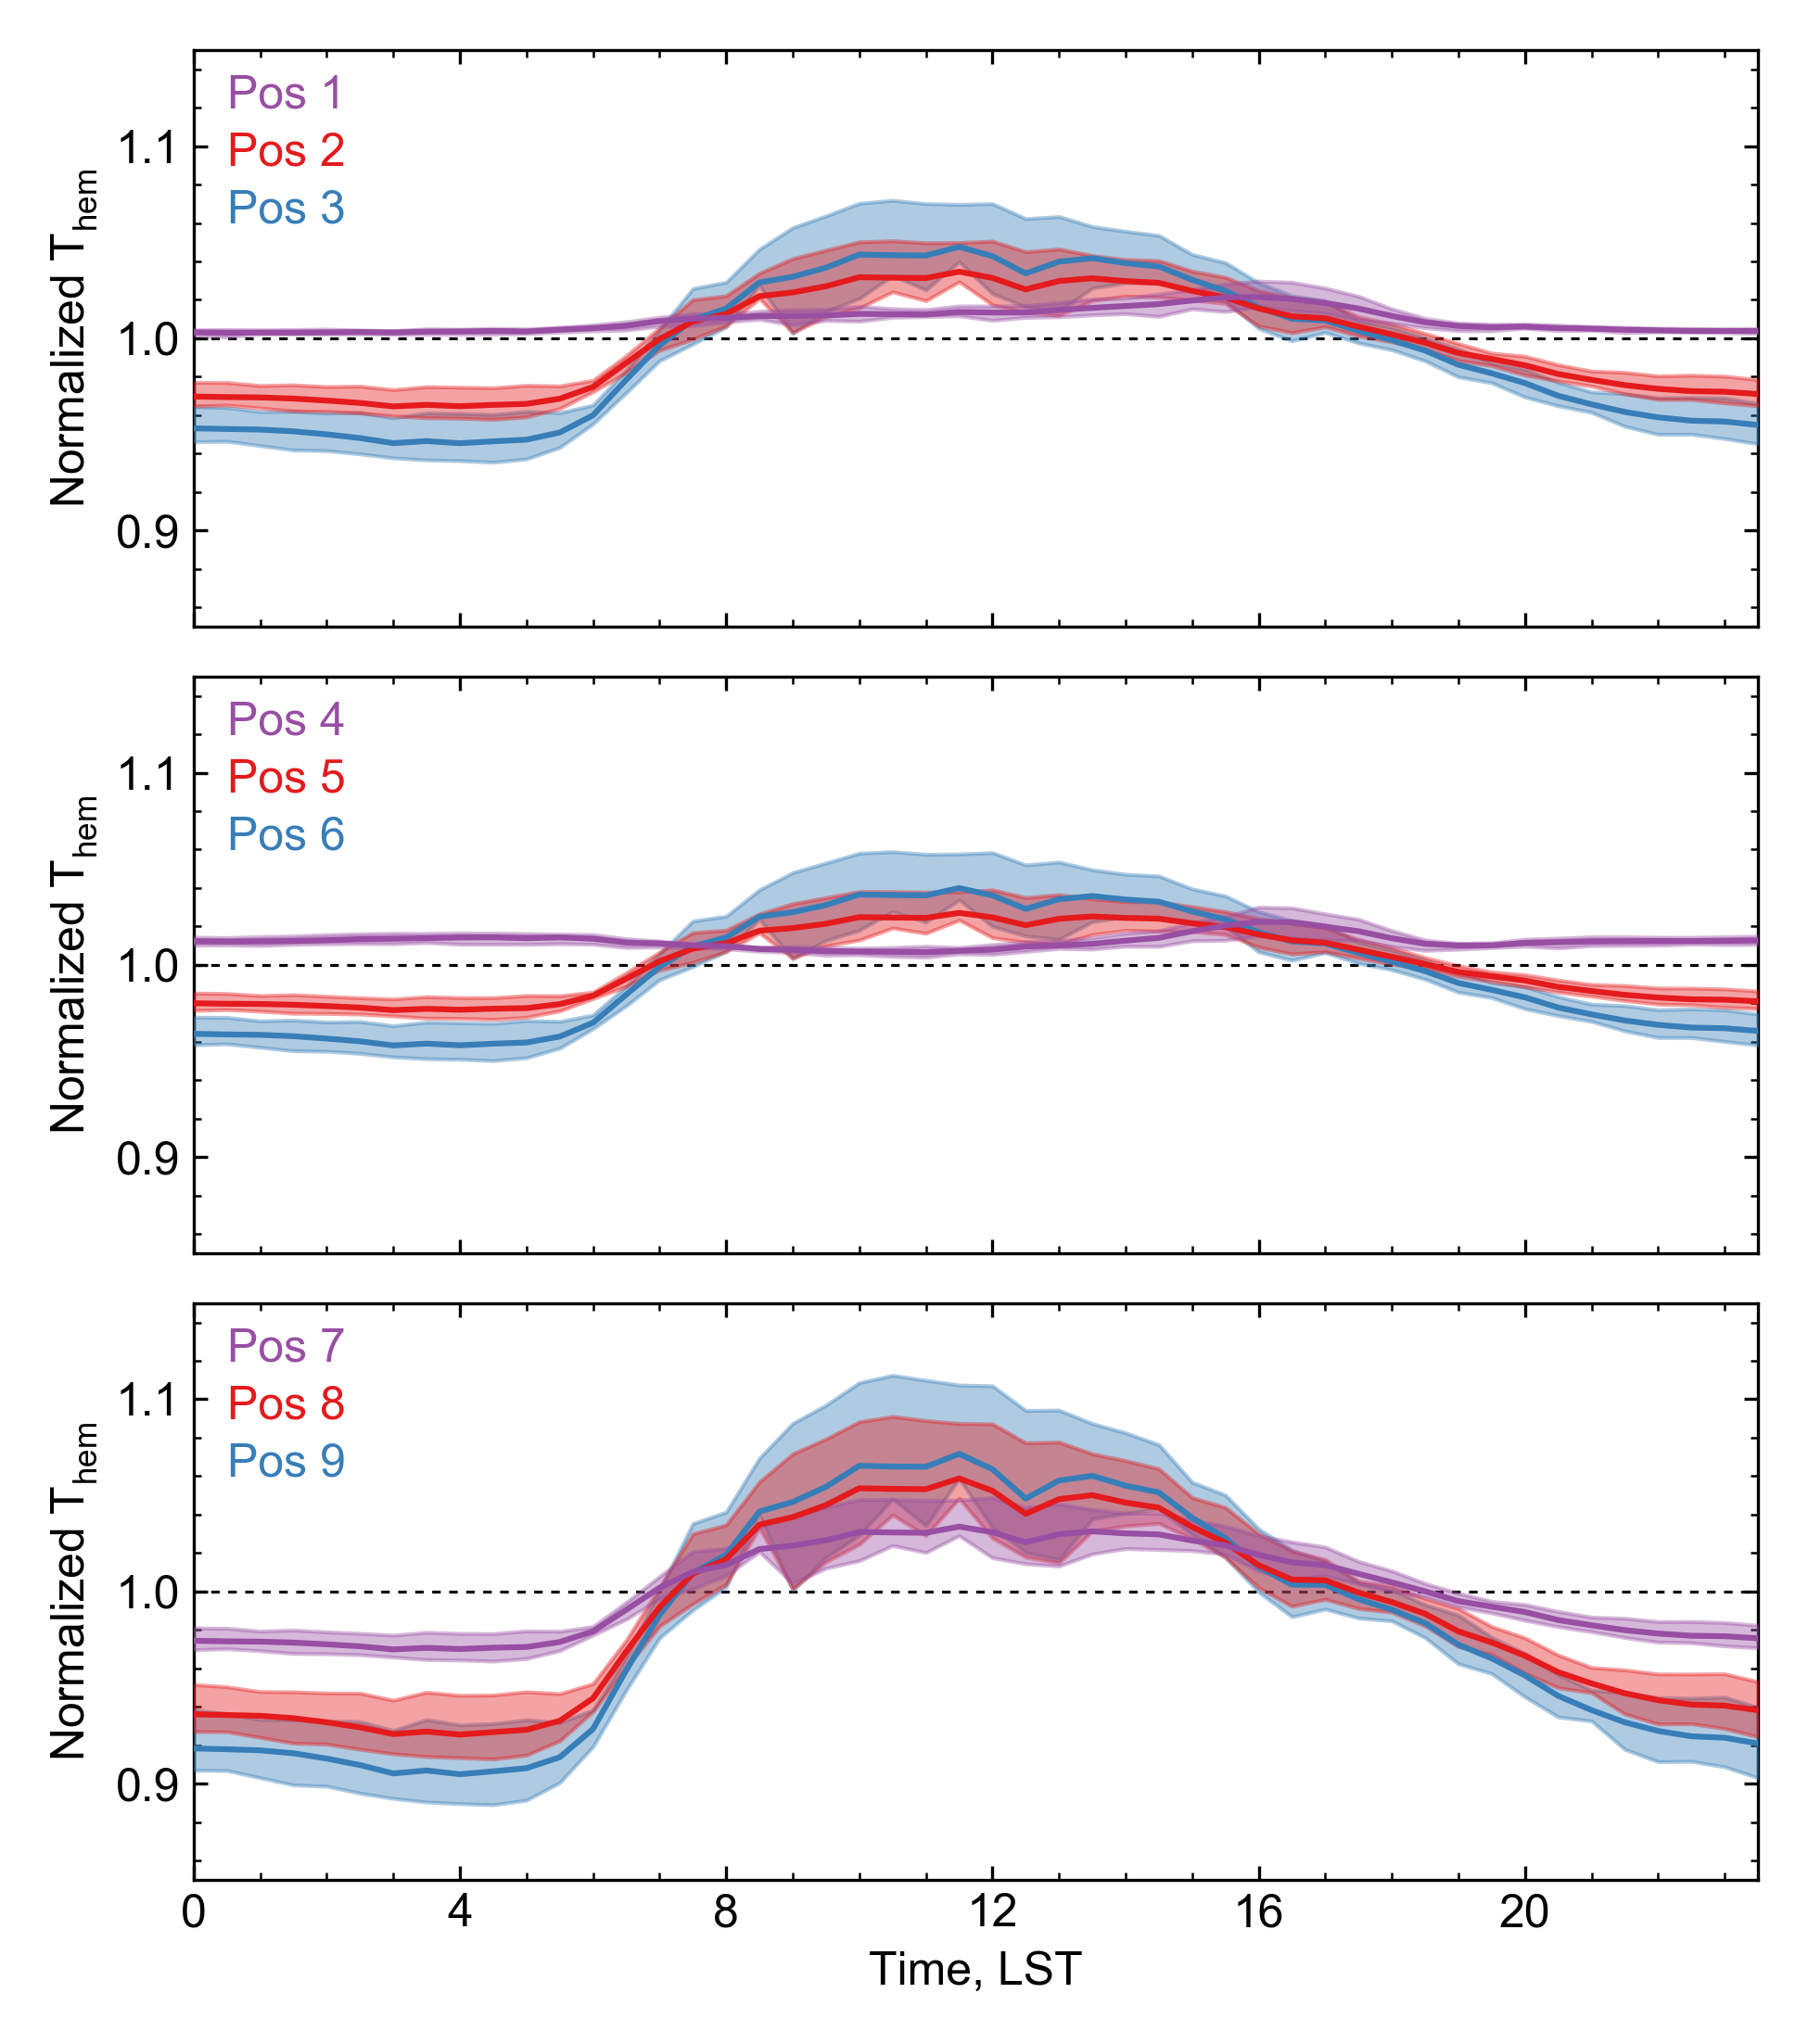 Pos 1
Pos 2
Pos 3
1.1
1.0
0.9
Normalized T_hem
Pos 4
Pos 5
Pos 6
1.1
1.0
0.9
Normalized T_hem
Pos 7
Pos 8
Pos 9
1.1
1.0
0.9
Normalized T_hem
0 4 8 12 16 20
Time, LST